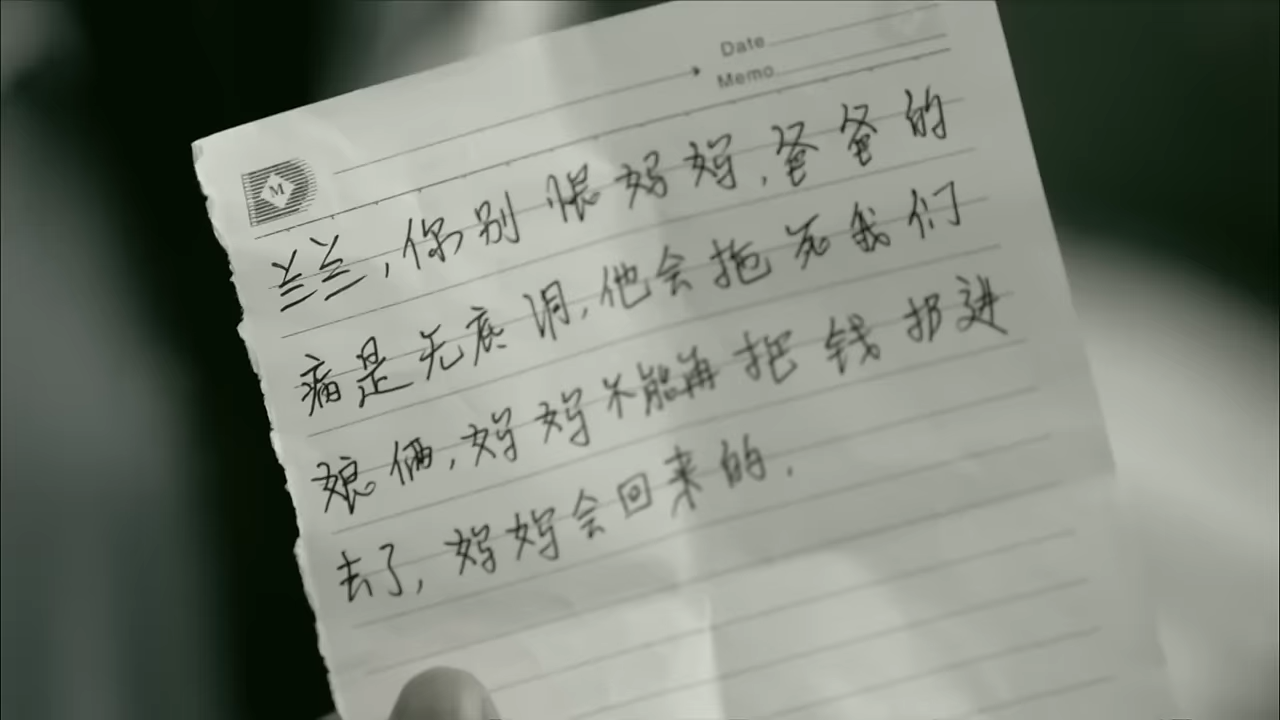 Date
Memo
M
兰兰,你别恨妈妈,爸爸的
病是无底洞,他会拖死我们
娘俩,妈妈不能再把钱扔进
去了,妈妈会回来的.